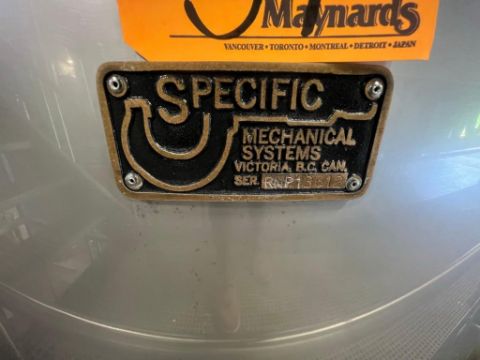 Maynards
VANCOUVER • TORONTO • MONTREAL • DETROIT • JAPAN
SPECIFIC
MECHANICAL
SYSTEMS
VICTORIA, B.C. CAN.
SER.